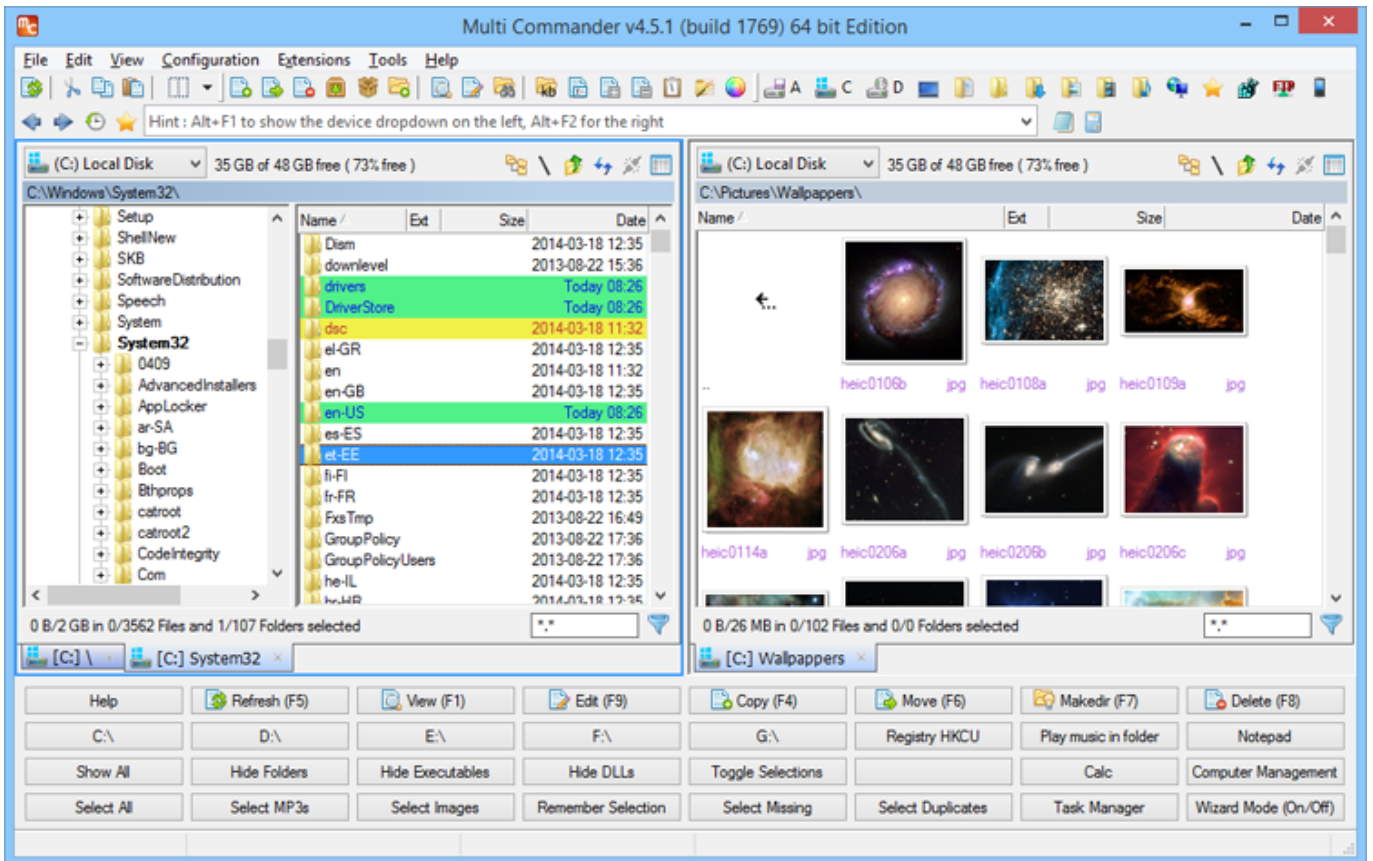 Multi Commander v4.5.1 (build 1769) 64 bit Edition
File Edit View Configuration Extensions Tools Help
A C D FTP
Hint : Alt+F1 to show the device dropdown on the left, Alt+F2 for the right
(C:) Local Disk 35 GB of 48 GB free ( 73% free )
C:\Windows\System32\
Setup
ShellNew
SKB
SoftwareDistribution
Speech
System
System32
0409
AdvancedInstallers
AppLocker
ar-SA
bg-BG
Boot
Bthprops
catroot
catroot2
CodeIntegrity
Com
Name Ext Size Date
Dism 2014-03-18 12:35
downlevel 2013-08-22 15:36
drivers Today 08:26
DriverStore Today 08:26
dsc 2014-03-18 11:32
el-GR 2014-03-18 12:35
en 2014-03-18 11:32
en-GB 2014-03-18 12:35
en-US Today 08:26
es-ES 2014-03-18 12:35
et-EE 2014-03-18 12:35
fi-FI 2014-03-18 12:35
fr-FR 2014-03-18 12:35
FxsTmp 2013-08-22 16:49
GroupPolicy 2013-08-22 17:36
GroupPolicyUsers 2013-08-22 17:36
he-IL 2014-03-18 12:35
hr-HR 2014-03-18 12:35
0 B/2 GB in 0/3562 Files and 1/107 Folders selected *.*
[C:] \ [C:] System32
(C:) Local Disk 35 GB of 48 GB free ( 73% free )
C:\Pictures\Wallpappers\
Name Ext Size Date
.. heic0106b jpg heic0108a jpg heic0109a jpg
heic0114a jpg heic0206a jpg heic0206b jpg heic0206c jpg
0 B/26 MB in 0/102 Files and 0/0 Folders selected *.*
[C:] Wallpappers
Help Refresh (F5) View (F1) Edit (F9) Copy (F4) Move (F6) Makedir (F7) Delete (F8)
C:\ D:\ E:\ F:\ G:\ Registry HKCU Play music in folder Notepad
Show All Hide Folders Hide Executables Hide DLLs Toggle Selections Calc Computer Management
Select All Select MP3s Select Images Remember Selection Select Missing Select Duplicates Task Manager Wizard Mode (On/Off)